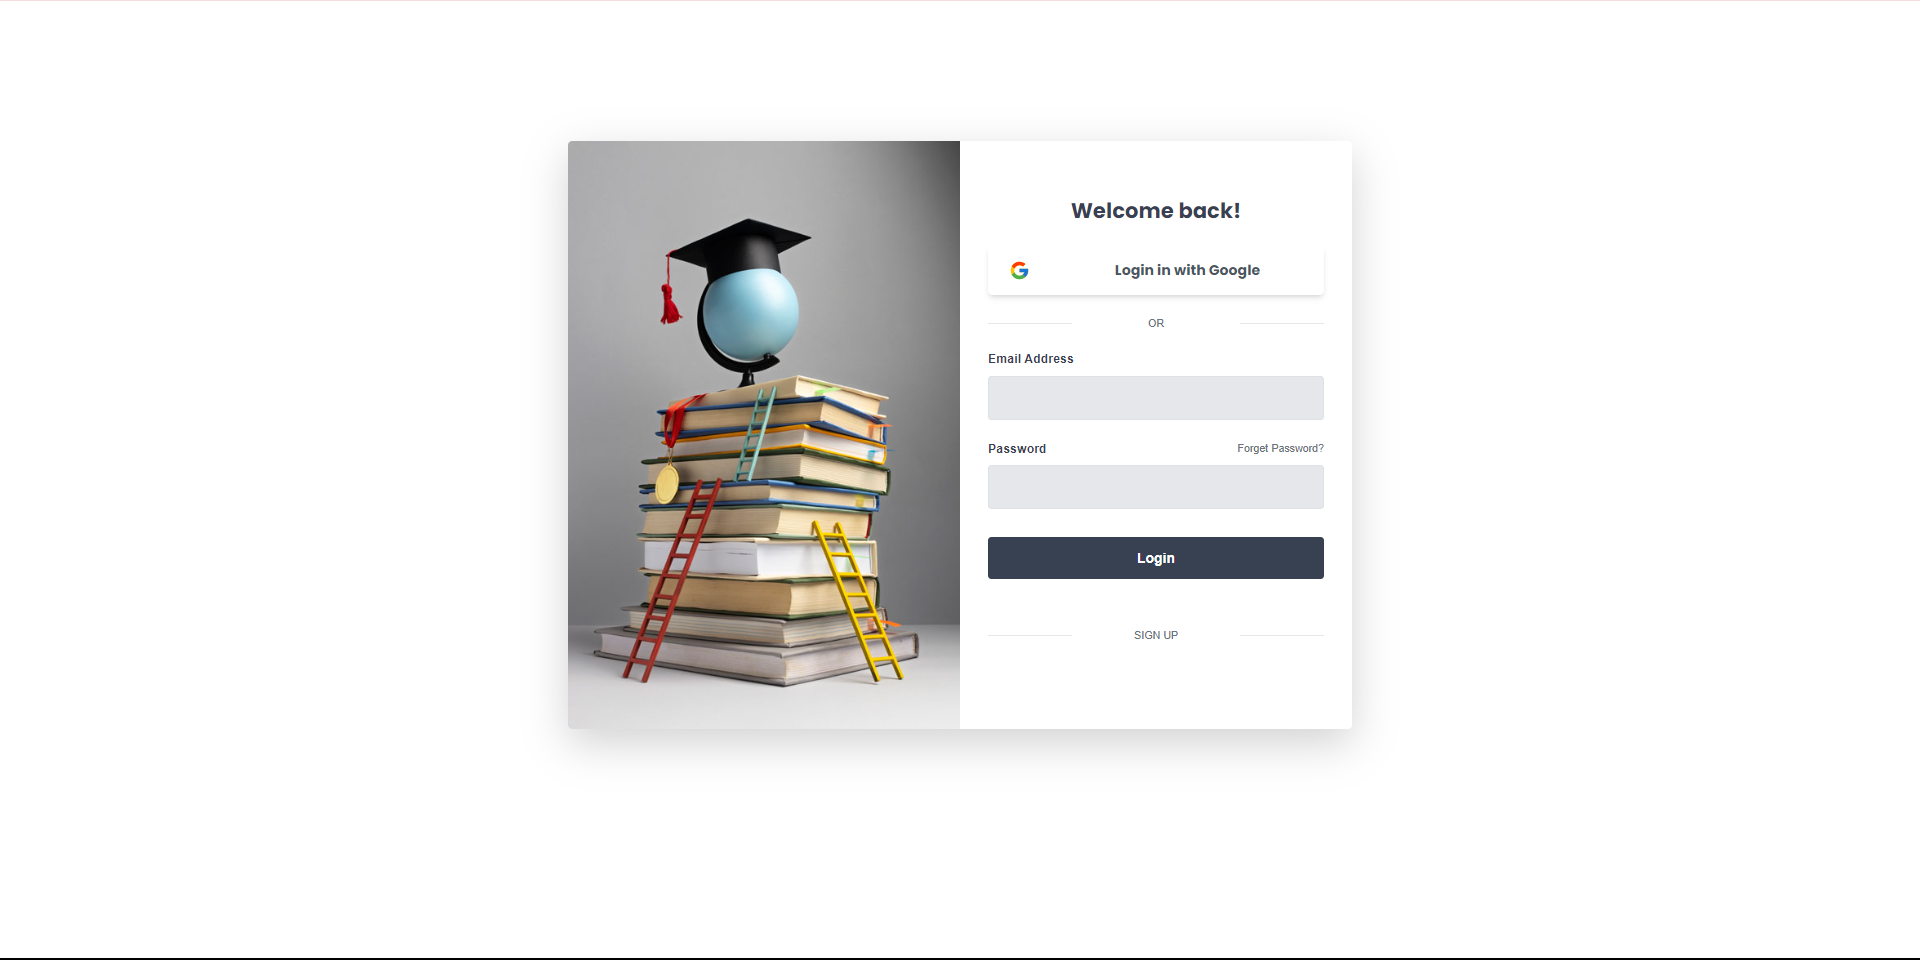 Welcome back!
Login in with Google
OR
Email Address
Password
Forget Password?
Login
SIGN UP